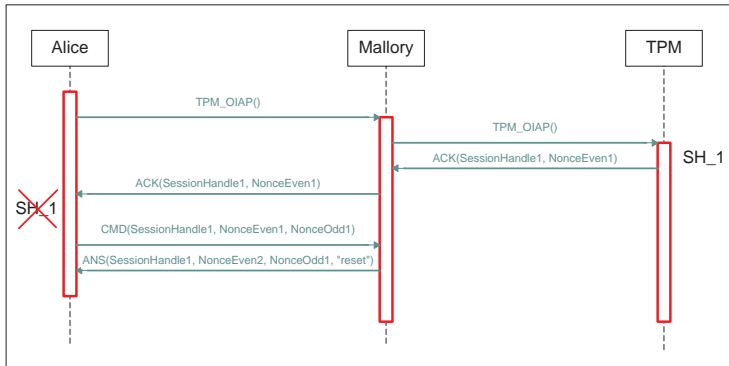 Alice
Mallory
TPM
TPM_OIAP()
TPM_OIAP()
ACK(SessionHandle1, NonceEven1)
SH_1
ACK(SessionHandle1, NonceEven1)
SH_1
CMD(SessionHandle1, NonceEven1, NonceOdd1)
ANS(SessionHandle1, NonceEven2, NonceOdd1, "reset")